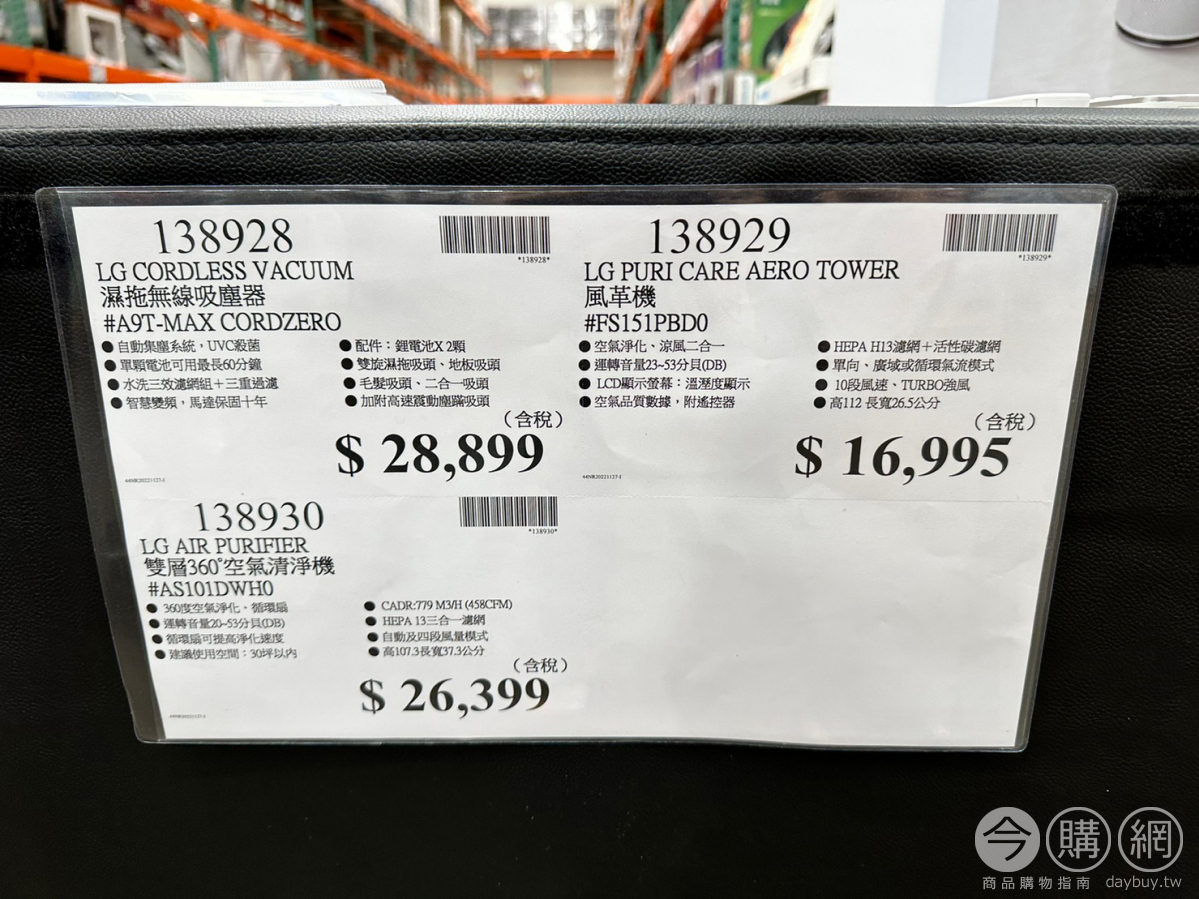 138928
*138928*
LG CORDLESS VACUUM
濕拖無線吸塵器
#A9T-MAX CORDZERO
●自動集塵系統，UVC殺菌
●單顆電池可用最長60分鐘
●水洗三效濾網組＋三重過濾
●智慧變頻，馬達保固十年
●配件：鋰電池X 2顆
●雙旋濕拖吸頭、地板吸頭
●毛髮吸頭、二合一吸頭
●加附高速震動塵蹣吸頭
（含稅）
$ 28,899
138929
*138929*
LG PURI CARE AERO TOWER
風革機
#FS151PBD0
●空氣淨化、涼風二合一
●運轉音量23~53分貝(DB)
●LCD顯示螢幕：溫溼度顯示
●空氣品質數據，附遙控器
●HEPA H13濾網＋活性碳濾網
●單向、廣域或循環氣流模式
●10段風速、TURBO強風
●高112 長寬26.5公分
（含稅）
$ 16,995
138930
*138930*
LG AIR PURIFIER
雙層360°空氣清淨機
#AS101DWH0
●360度空氣淨化、循環扇
●運轉音量20~53分貝(DB)
●循環扇可提高淨化速度
●建議使用空間：30坪以內
●CADR:779 M3/H (458CFM)
●HEPA 13三合一濾網
●自動及四段風量模式
●高107.3長寬37.3公分
（含稅）
$ 26,399
今購網
商品購物指南 daybuy.tw